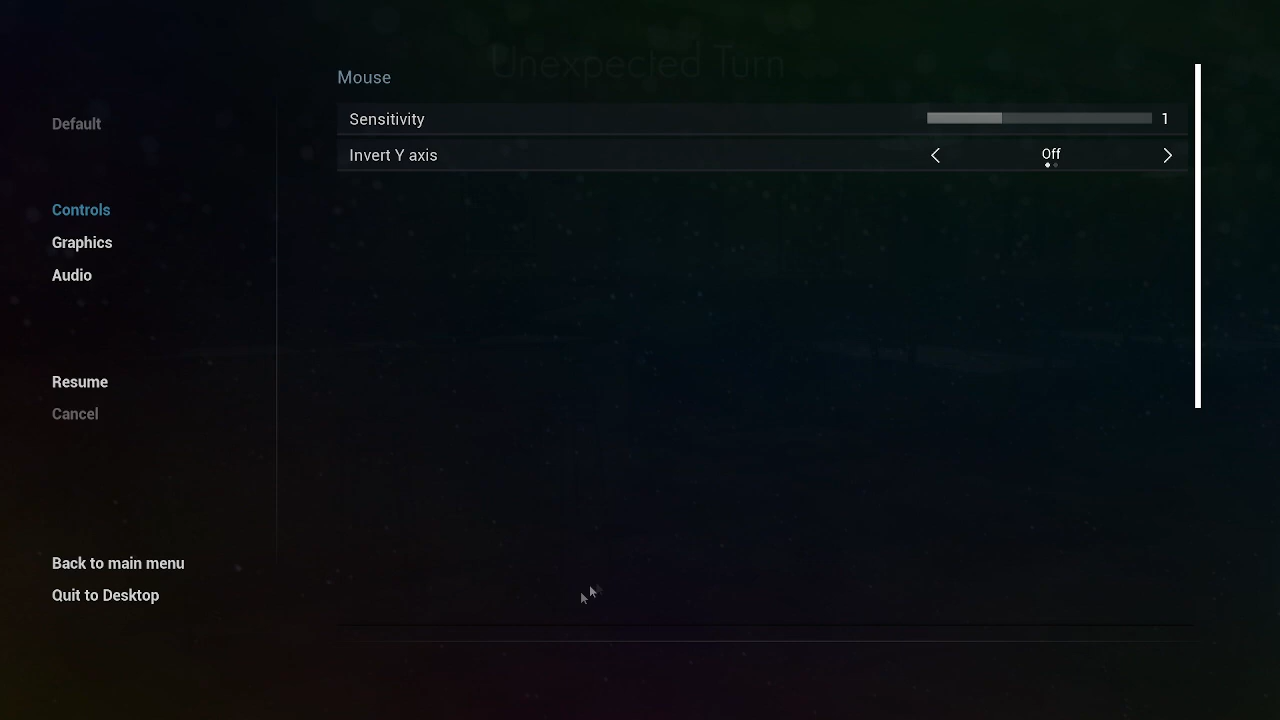 Unexpected Turn
Mouse
Sensitivity 1
Invert Y axis Off
Default
Controls
Graphics
Audio
Resume
Cancel
Back to main menu
Quit to Desktop